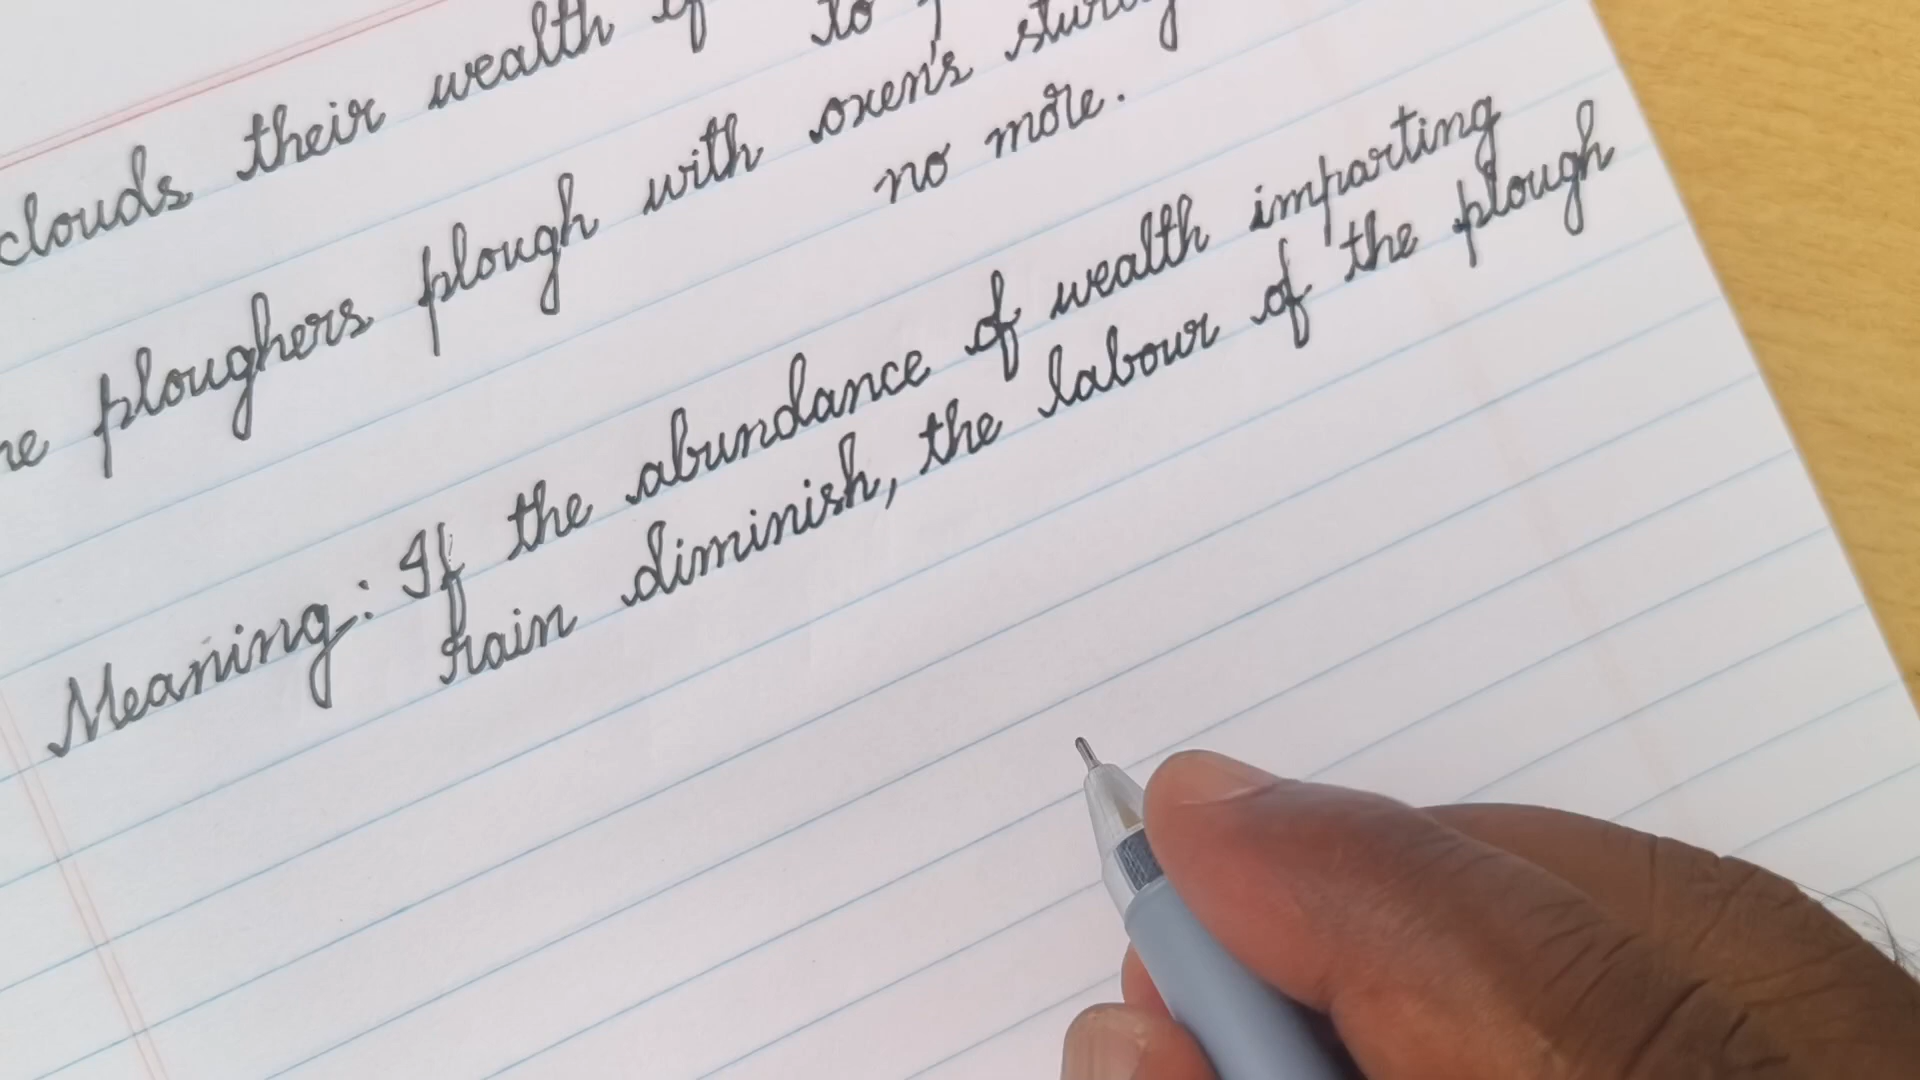 clouds their wealth if to
ploughers plough with oxen's
no more.
Meaning: If the abundance of wealth imparting
rain diminish, the labour of the plough